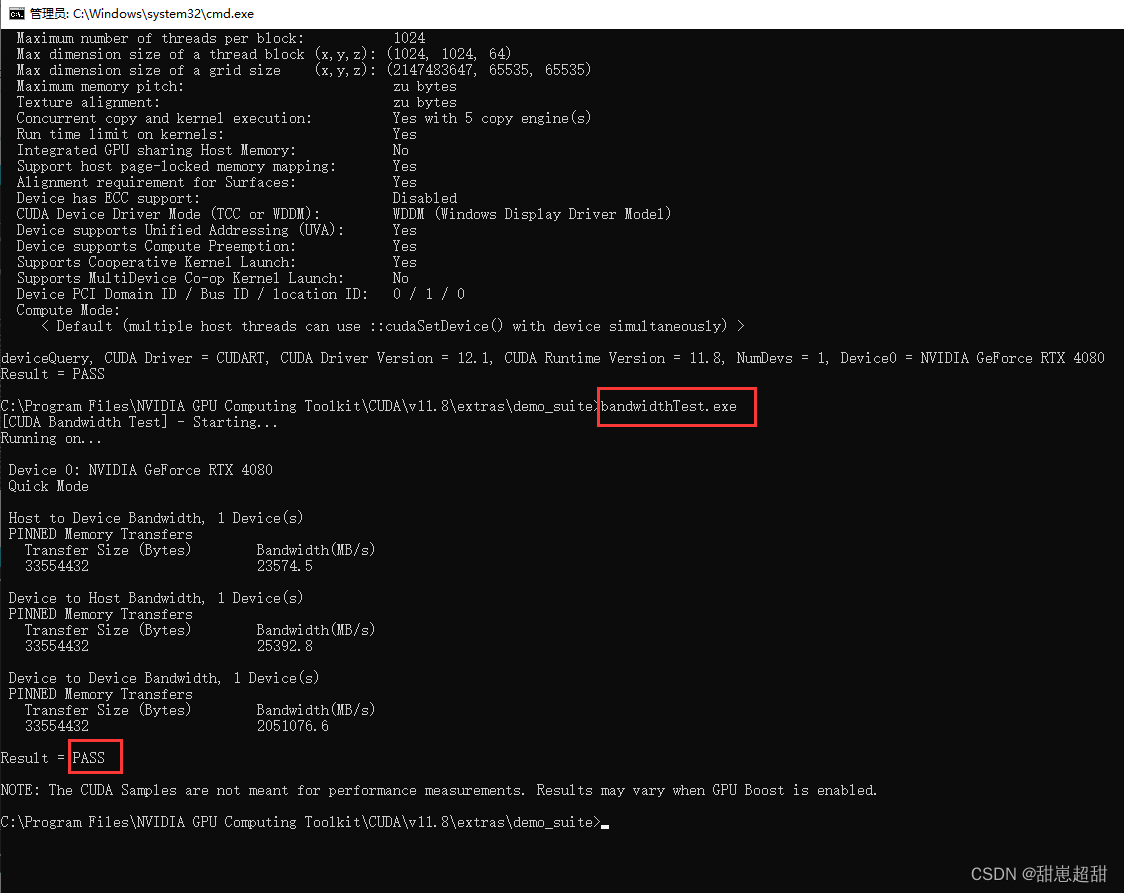 管理员: C:\Windows\system32\cmd.exe
Maximum number of threads per block: 1024
Max dimension size of a thread block (x,y,z): (1024, 1024, 64)
Max dimension size of a grid size (x,y,z): (2147483647, 65535, 65535)
Maximum memory pitch: zu bytes
Texture alignment: zu bytes
Concurrent copy and kernel execution: Yes with 5 copy engine(s)
Run time limit on kernels: Yes
Integrated GPU sharing Host Memory: No
Support host page-locked memory mapping: Yes
Alignment requirement for Surfaces: Yes
Device has ECC support: Disabled
CUDA Device Driver Mode (TCC or WDDM): WDDM (Windows Display Driver Model)
Device supports Unified Addressing (UVA): Yes
Device supports Compute Preemption: Yes
Supports Cooperative Kernel Launch: Yes
Supports MultiDevice Co-op Kernel Launch: No
Device PCI Domain ID / Bus ID / location ID: 0 / 1 / 0
Compute Mode:
< Default (multiple host threads can use ::cudaSetDevice() with device simultaneously) >
deviceQuery, CUDA Driver = CUDART, CUDA Driver Version = 12.1, CUDA Runtime Version = 11.8, NumDevs = 1, Device0 = NVIDIA GeForce RTX 4080
Result = PASS
C:\Program Files\NVIDIA GPU Computing Toolkit\CUDA\v11.8\extras\demo_suite>bandwidthTest.exe
[CUDA Bandwidth Test] - Starting...
Running on...
Device 0: NVIDIA GeForce RTX 4080
Quick Mode
Host to Device Bandwidth, 1 Device(s)
PINNED Memory Transfers
Transfer Size (Bytes) Bandwidth(MB/s)
33554432 23574.5
Device to Host Bandwidth, 1 Device(s)
PINNED Memory Transfers
Transfer Size (Bytes) Bandwidth(MB/s)
33554432 25392.8
Device to Device Bandwidth, 1 Device(s)
PINNED Memory Transfers
Transfer Size (Bytes) Bandwidth(MB/s)
33554432 2051076.6
Result = PASS
NOTE: The CUDA Samples are not meant for performance measurements. Results may vary when GPU Boost is enabled.
C:\Program Files\NVIDIA GPU Computing Toolkit\CUDA\v11.8\extras\demo_suite>
CSDN @甜崽超甜